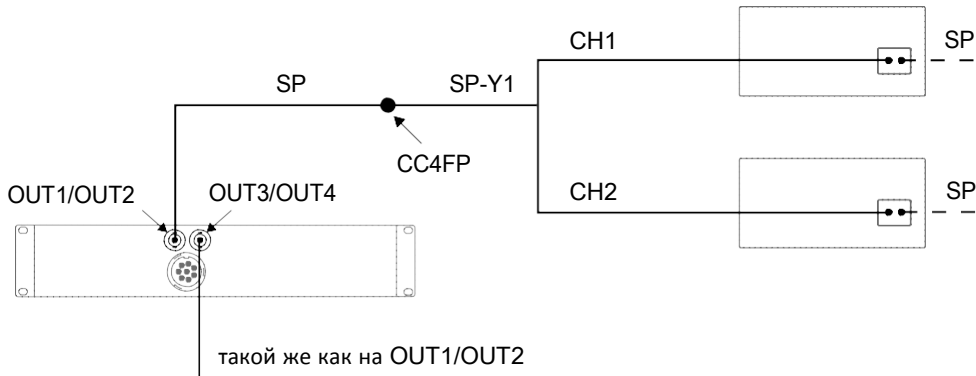 CH1
SP
SP
SP-Y1
CC4FP
OUT1/OUT2
OUT3/OUT4
CH2
SP
такой же как на OUT1/OUT2